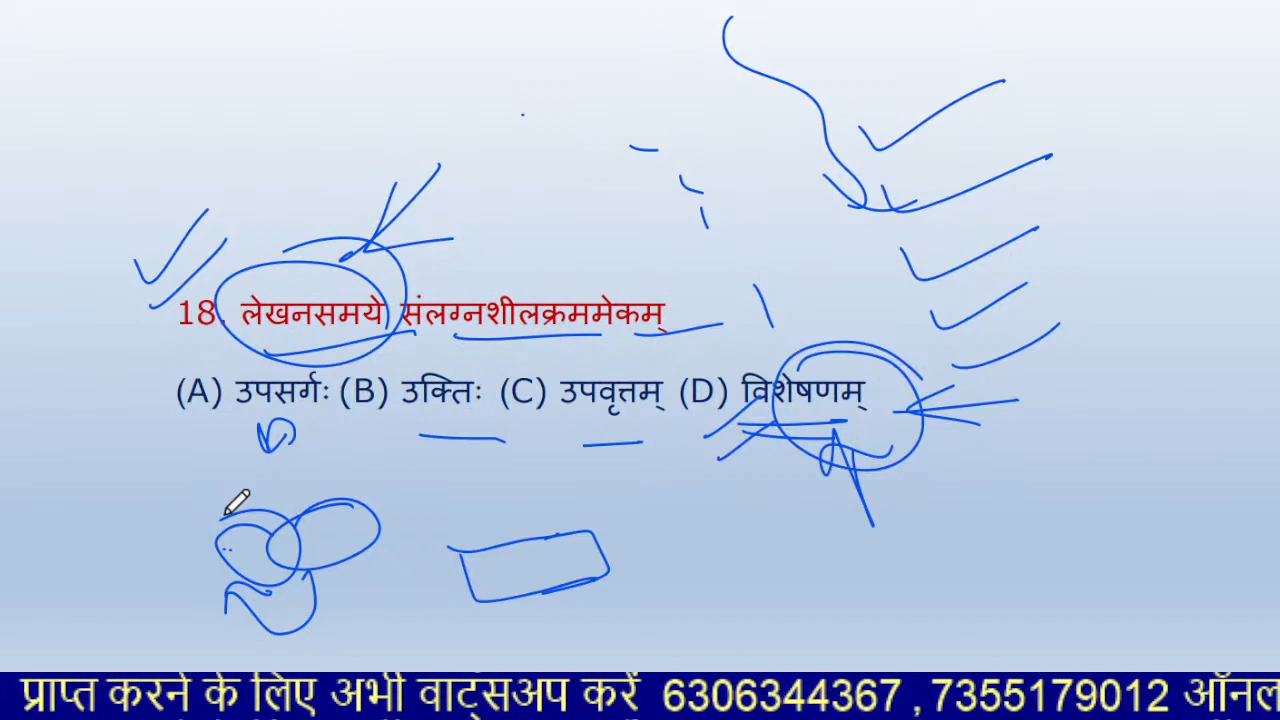 18. लेखनसमये संलग्नशीलक्रममेकम्
(A) उपसर्गः (B) उक्तिः (C) उपवृत्तम् (D) विशेषणम्
प्राप्त करने के लिए अभी वाट्सअप करें 6306344367 , 7355179012 ऑनल